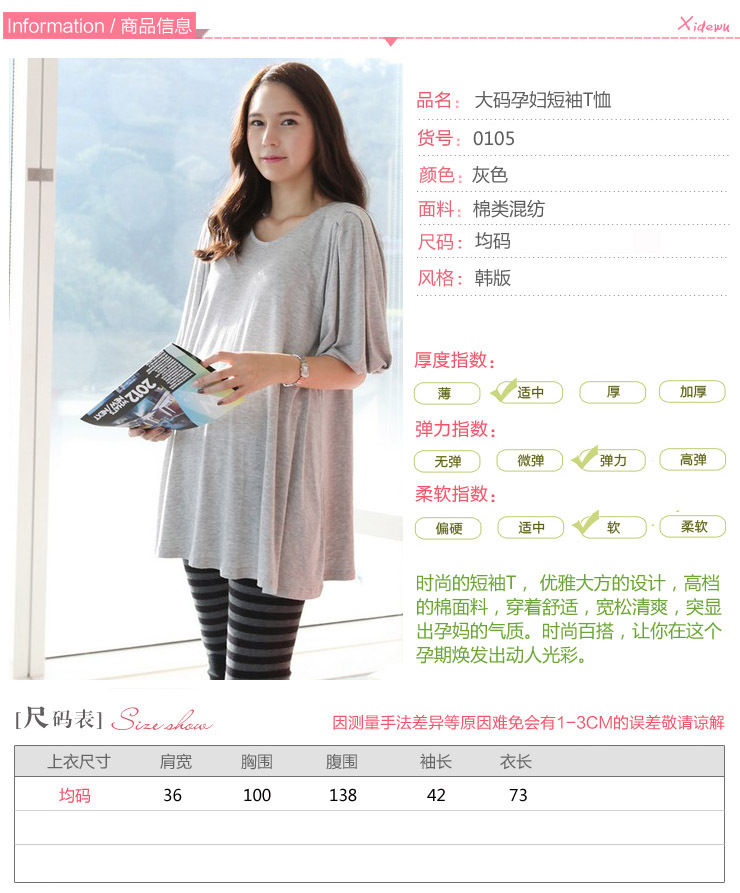 Information / 商品信息
Xidewu
品名： 大码孕妇短袖T恤
货号： 0105
颜色： 灰色
面料： 棉类混纺
尺码： 均码
风格： 韩版
厚度指数：
薄 适中 厚 加厚
弹力指数：
无弹 微弹 弹力 高弹
柔软指数：
偏硬 适中 软 柔软
时尚的短袖T， 优雅大方的设计，高档
的棉面料，穿着舒适，宽松清爽，突显
出孕妈的气质。时尚百搭，让你在这个
孕期焕发出动人光彩。
2012
[尺码表] Size show
因测量手法差异等原因难免会有1-3CM的误差敬请谅解
上衣尺寸 肩宽 胸围 腹围 袖长 衣长
均码 36 100 138 42 73